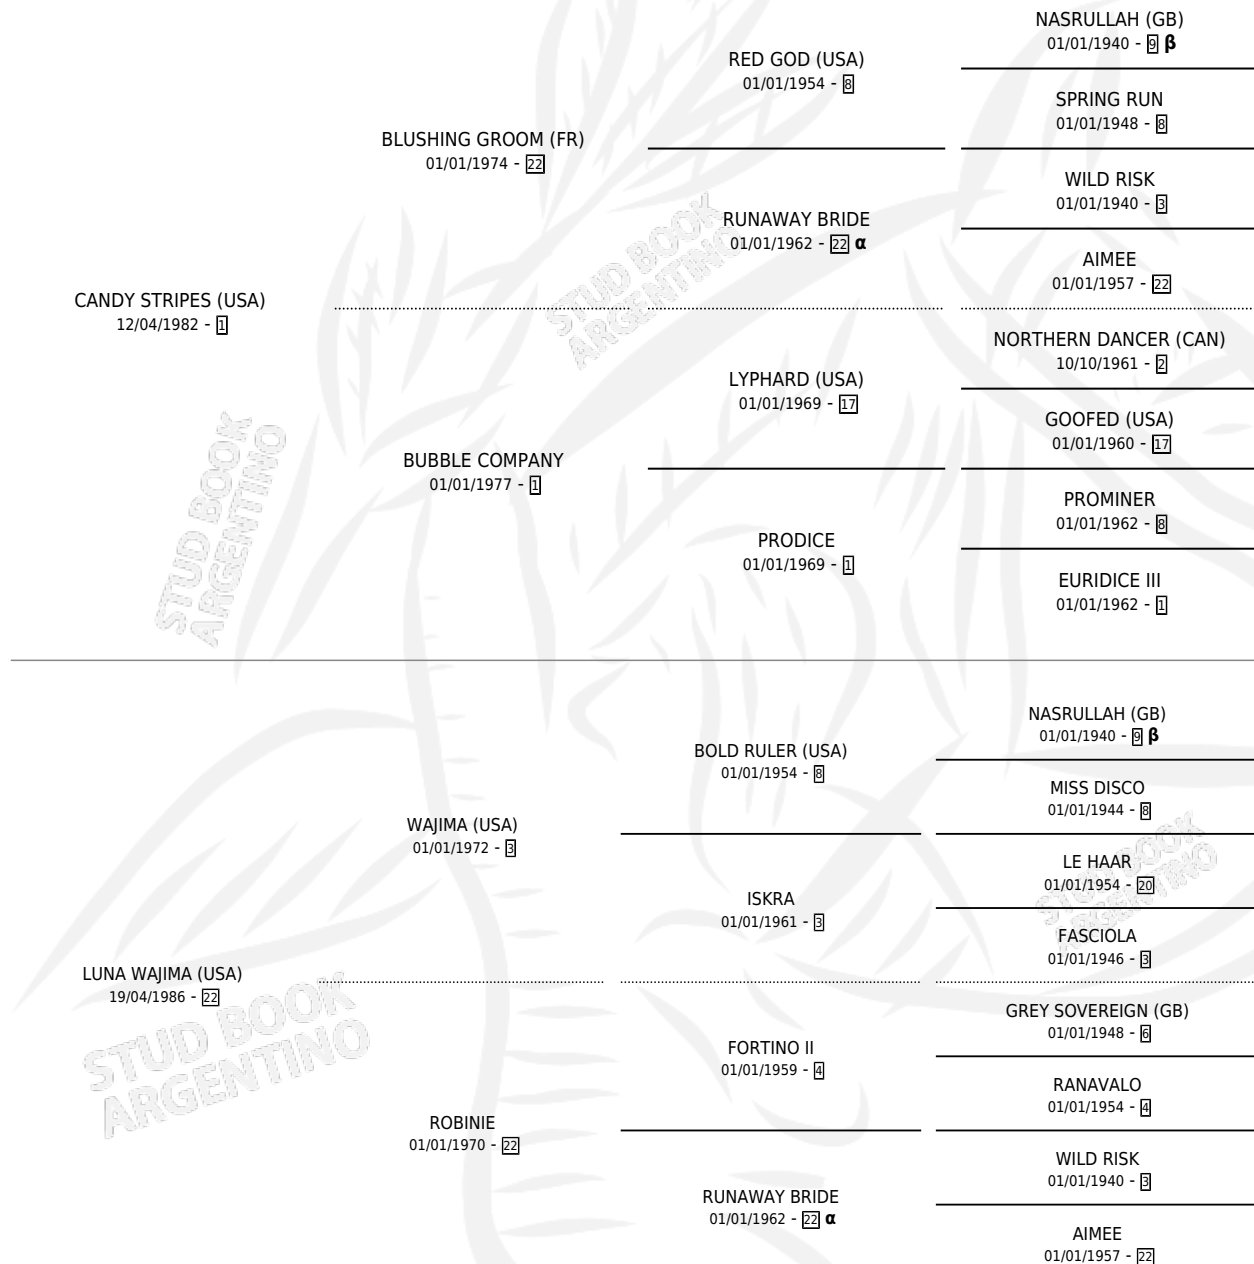 NASRULLAH (GB)
01/01/1940 - 9 β
RED GOD (USA)
01/01/1954 - 8
SPRING RUN
01/01/1948 - 8
BLUSHING GROOM (FR)
01/01/1974 - 22
WILD RISK
01/01/1940 - 3
RUNAWAY BRIDE
01/01/1962 - 22 α
AIMEE
01/01/1957 - 22
CANDY STRIPES (USA)
12/04/1982 - 1
NORTHERN DANCER (CAN)
10/10/1961 - 2
LYPHARD (USA)
01/01/1969 - 17
GOOFED (USA)
01/01/1960 - 17
BUBBLE COMPANY
01/01/1977 - 1
PROMINER
01/01/1962 - 8
PRODICE
01/01/1969 - 1
EURIDICE III
01/01/1962 - 1
NASRULLAH (GB)
01/01/1940 - 9 β
BOLD RULER (USA)
01/01/1954 - 8
MISS DISCO
01/01/1944 - 8
WAJIMA (USA)
01/01/1972 - 3
LE HAAR
01/01/1954 - 20
ISKRA
01/01/1961 - 3
FASCIOLA
01/01/1946 - 3
LUNA WAJIMA (USA)
19/04/1986 - 22
GREY SOVEREIGN (GB)
01/01/1948 - 6
FORTINO II
01/01/1959 - 4
RANAVALO
01/01/1954 - 4
ROBINIE
01/01/1970 - 22
WILD RISK
01/01/1940 - 3
RUNAWAY BRIDE
01/01/1962 - 22 α
AIMEE
01/01/1957 - 22
STUD BOOK
ARGENTINO
STUD BOOK
ARGENTINO
STUD BOOK
ARGENTINO
STUD BOOK
ARGENTINO